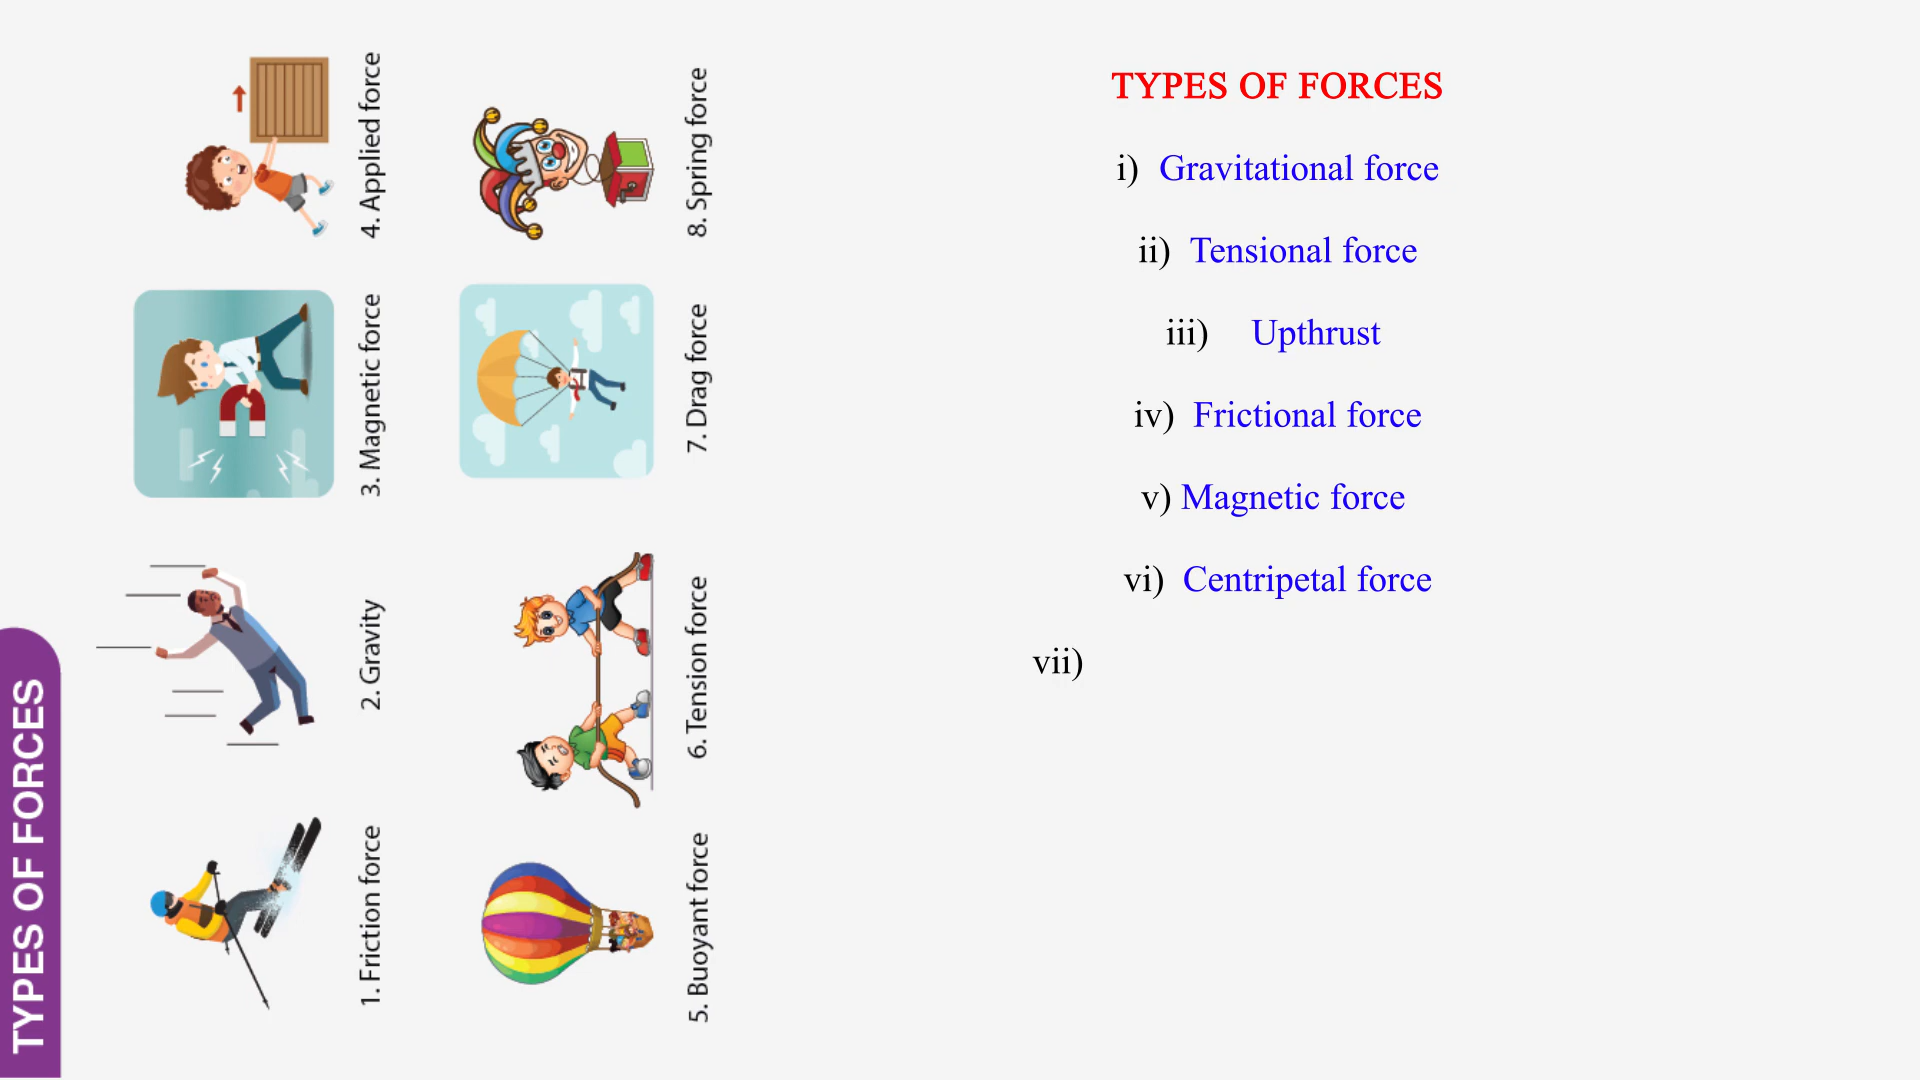 TYPES OF FORCES
1. Friction force
2. Gravity
3. Magnetic force
4. Applied force
5. Buoyant force
6. Tension force
7. Drag force
8. Spring force
TYPES OF FORCES
i) Gravitational force
ii) Tensional force
iii) Upthrust
iv) Frictional force
v) Magnetic force
vi) Centripetal force
vii)